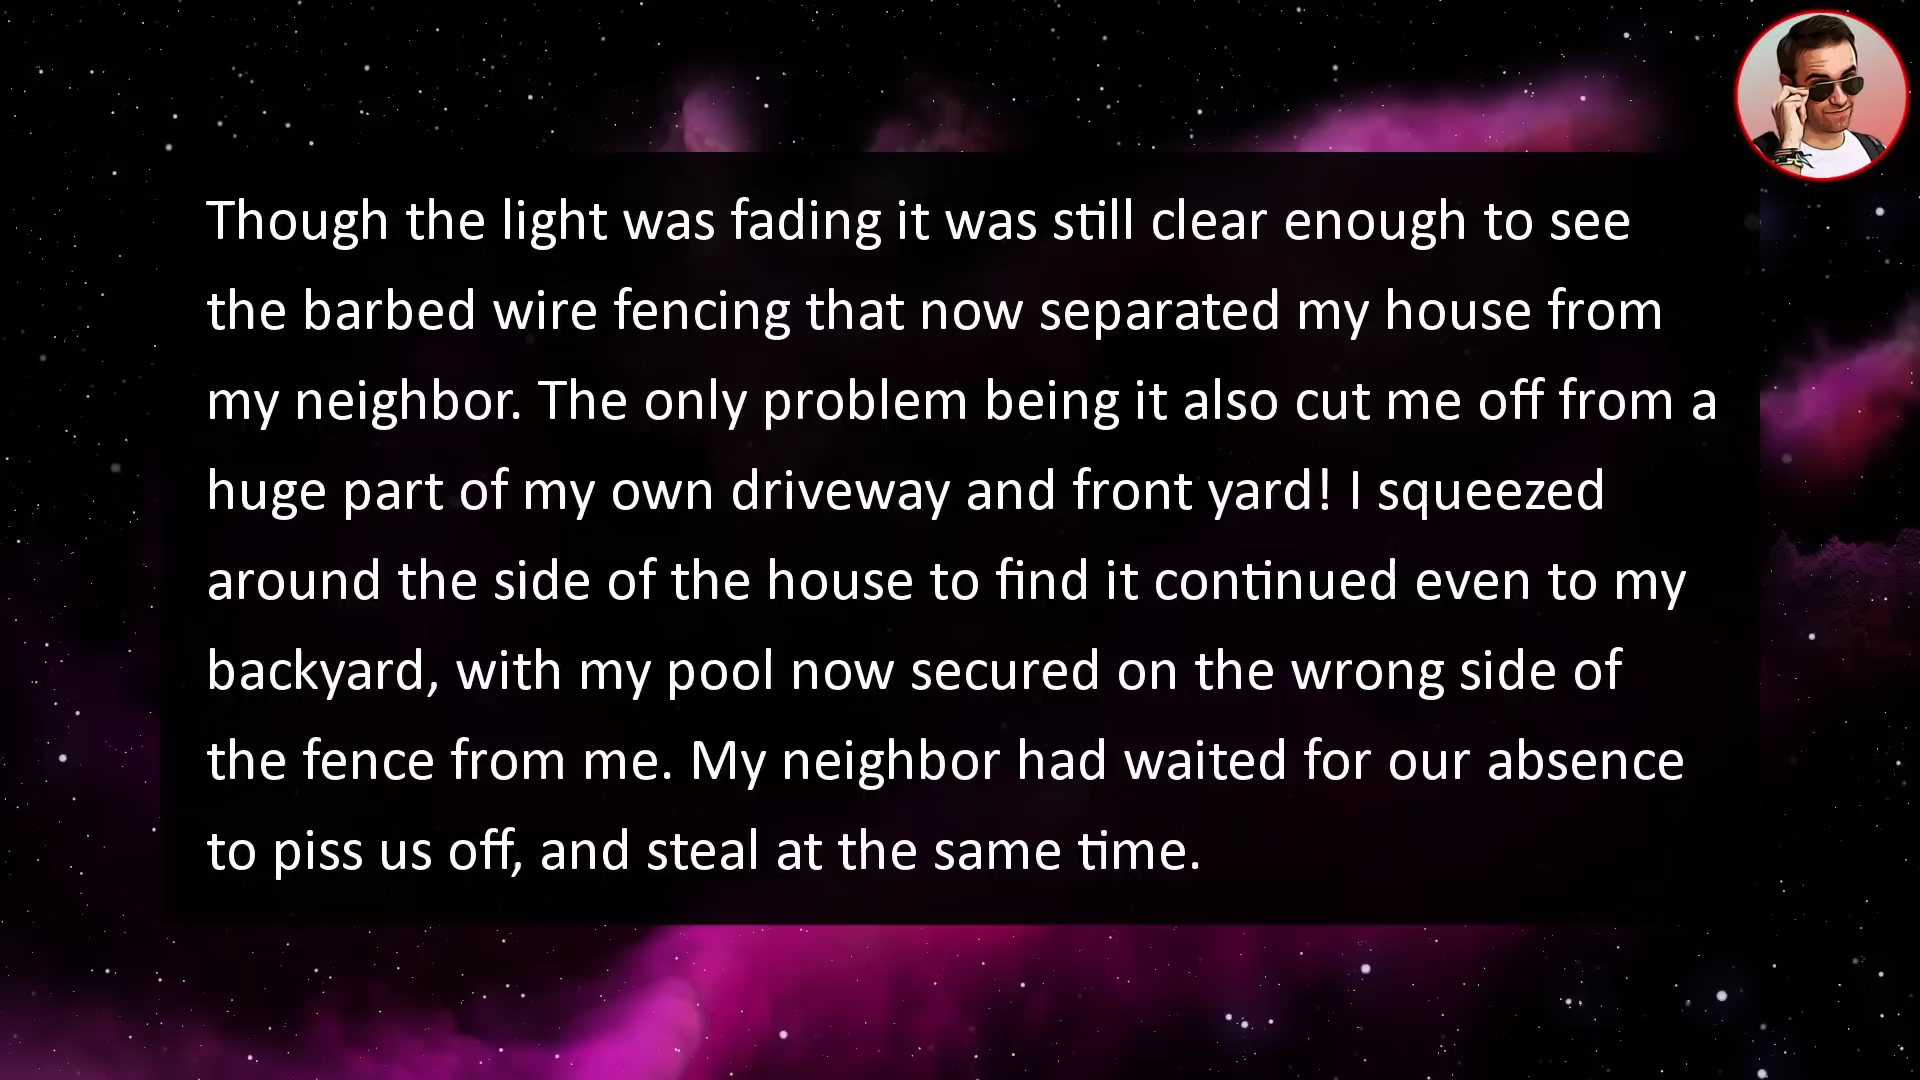 Though the light was fading it was still clear enough to see
the barbed wire fencing that now separated my house from
my neighbor. The only problem being it also cut me off from a
huge part of my own driveway and front yard! I squeezed
around the side of the house to find it continued even to my
backyard, with my pool now secured on the wrong side of
the fence from me. My neighbor had waited for our absence
to piss us off, and steal at the same time.